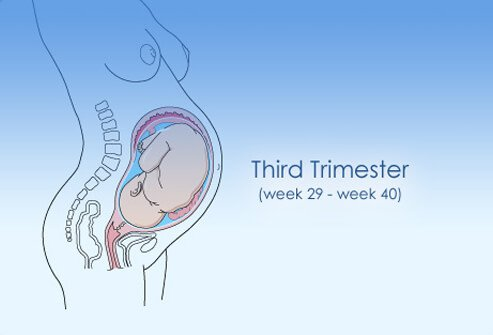 Third Trimester
(week 29 - week 40)